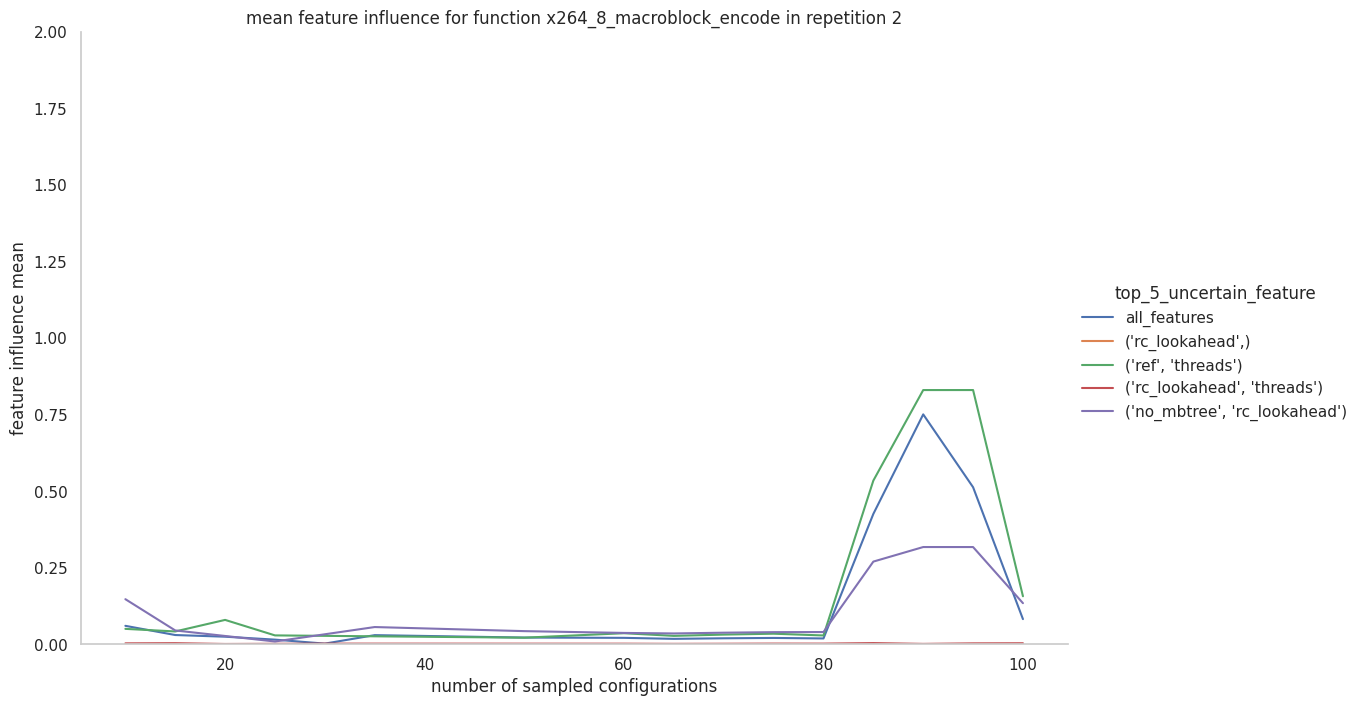 mean feature influence for function x264_8_macroblock_encode in repetition 2
2.00
1.75
1.50
1.25
1.00
0.75
0.50
0.25
0.00
feature influence mean
20 40 60 80 100
number of sampled configurations
top_5_uncertain_feature
all_features
('rc_lookahead',)
('ref', 'threads')
('rc_lookahead', 'threads')
('no_mbtree', 'rc_lookahead')